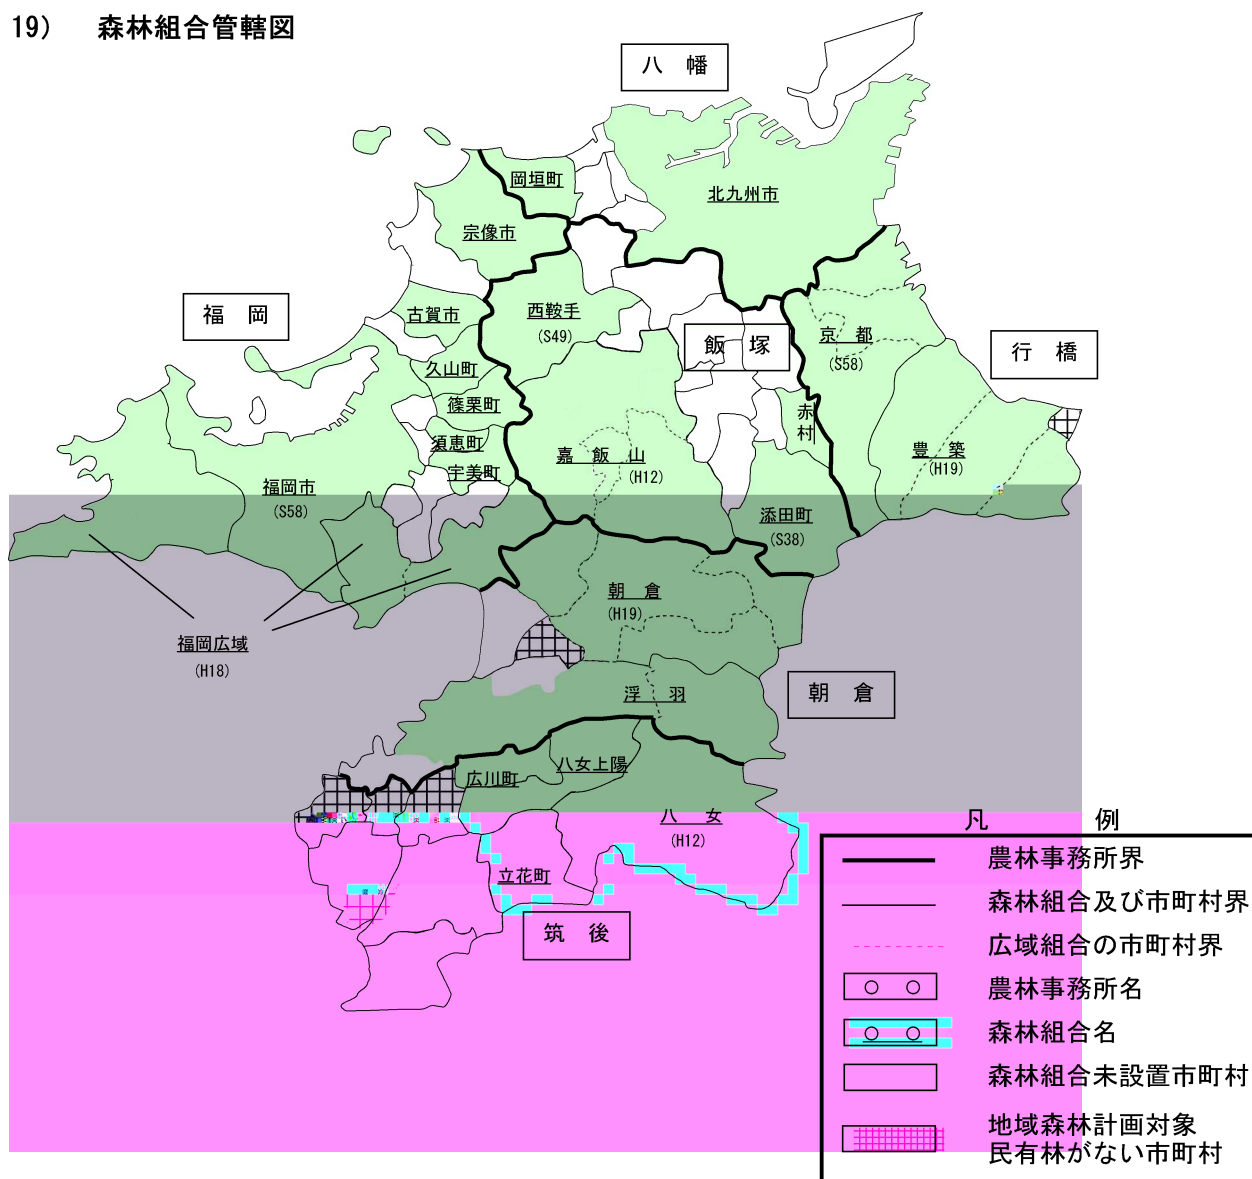 19) 森林組合管轄図
八 幡
岡垣町
北九州市
宗像市
福 岡
古賀市
西鞍手
(S49)
飯 塚
京 都
(S58)
行 橋
久山町
篠栗町
赤村
須恵町
嘉 飯 山
(H12)
豊 築
(H19)
宇美町
福岡市
(S58)
添田町
(S38)
朝 倉
(H19)
福岡広域
(H18)
浮 羽
朝 倉
広川町
八女上陽
八 女
(H12)
立花町
筑 後
凡 例
農林事務所界
森林組合及び市町村界
広域組合の市町村界
農林事務所名
森林組合名
森林組合未設置市町村
地域森林計画対象
民有林がない市町村